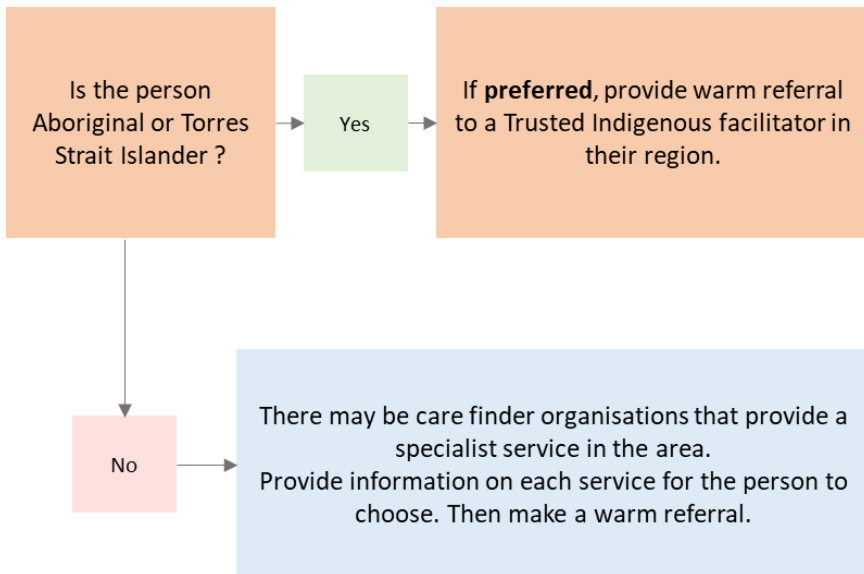 Is the person
Aboriginal or Torres
Strait Islander ?
Yes
If preferred, provide warm referral
to a Trusted Indigenous facilitator in
their region.
No
There may be care finder organisations that provide a
specialist service in the area.
Provide information on each service for the person to
choose. Then make a warm referral.